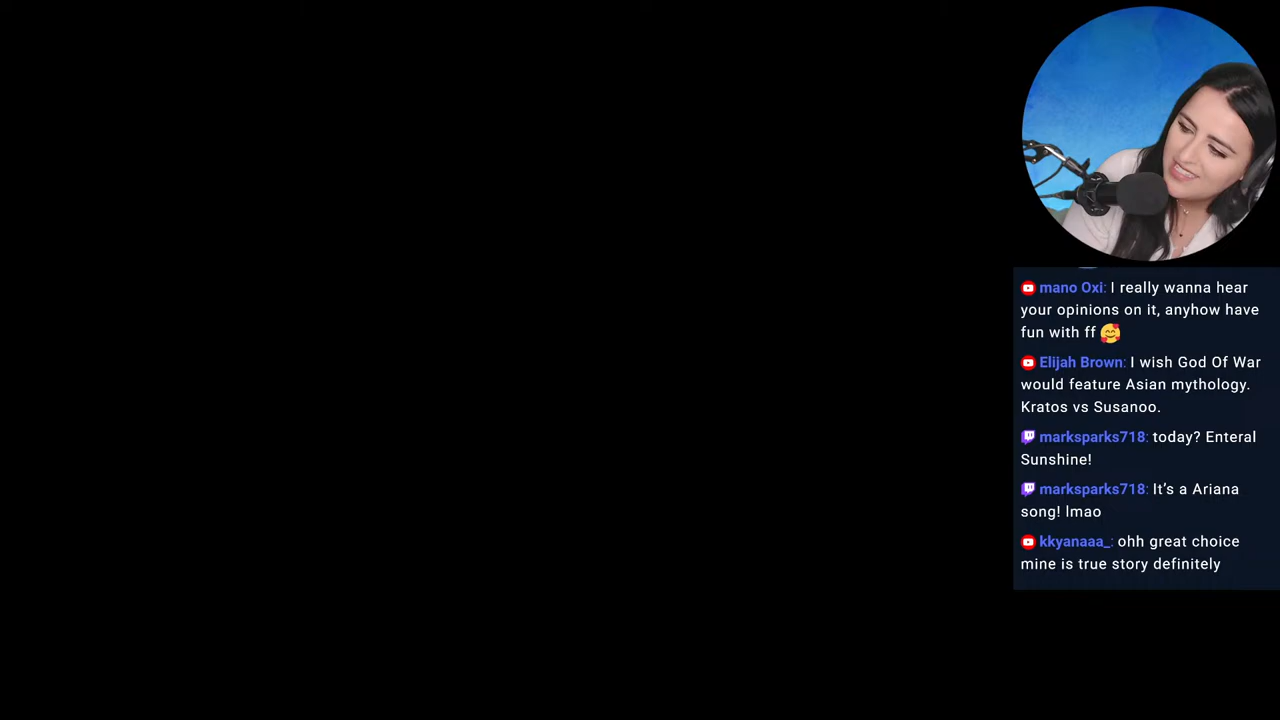 mano Oxi: I really wanna hear
your opinions on it, anyhow have
fun with ff 🥰
Elijah Brown: I wish God Of War
would feature Asian mythology.
Kratos vs Susanoo.
marksparks718: today? Enteral
Sunshine!
marksparks718: It’s a Ariana
song! lmao
kkyanaaa_: ohh great choice
mine is true story definitely